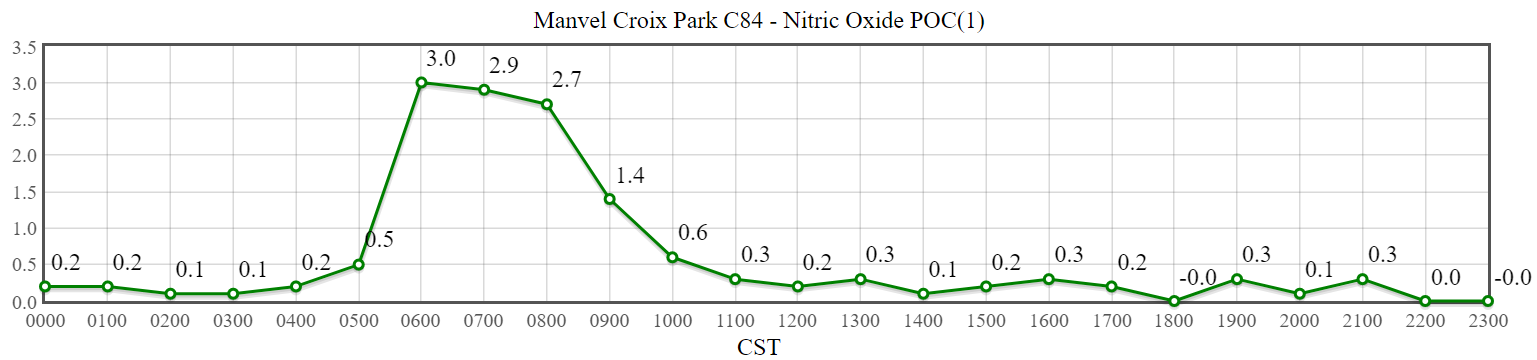 Manvel Croix Park C84 - Nitric Oxide POC(1)
3.5
3.0
2.5
2.0
1.5
1.0
0.5
0.0
0.2 0.2 0.1 0.1 0.2 0.5 3.0 2.9 2.7 1.4 0.6 0.3 0.2 0.3 0.1 0.2 0.3 0.2 -0.0 0.3 0.1 0.3 0.0 -0.0
0000 0100 0200 0300 0400 0500 0600 0700 0800 0900 1000 1100 1200 1300 1400 1500 1600 1700 1800 1900 2000 2100 2200 2300
CST